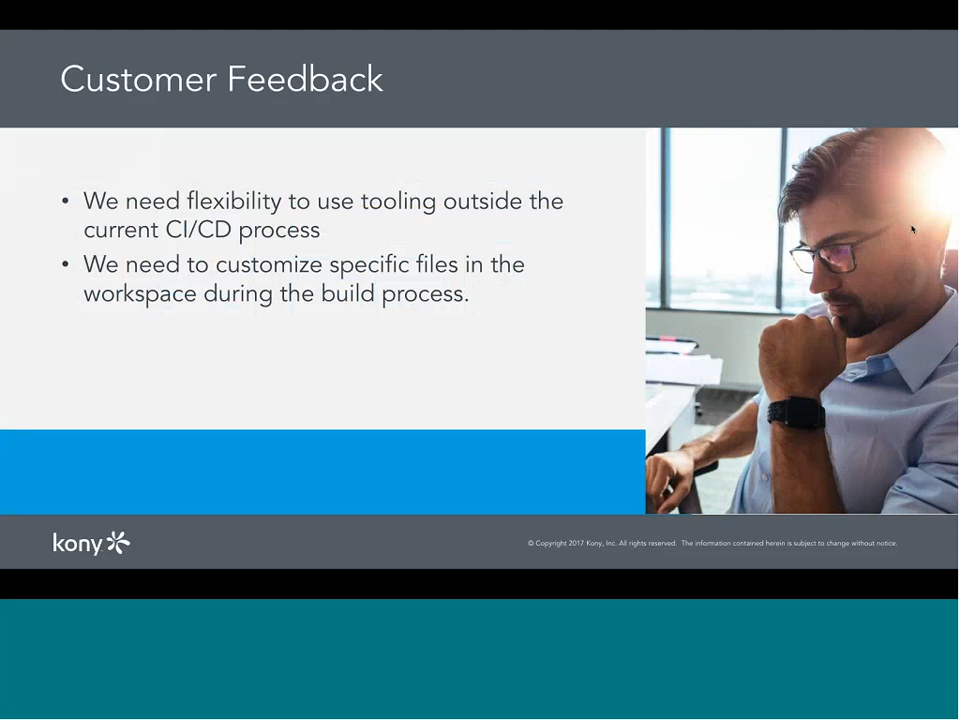 Customer Feedback
• We need flexibility to use tooling outside the
current CI/CD process
• We need to customize specific files in the
workspace during the build process.
kony
© Copyright 2017 Kony, Inc. All rights reserved. The information contained herein is subject to change without notice.